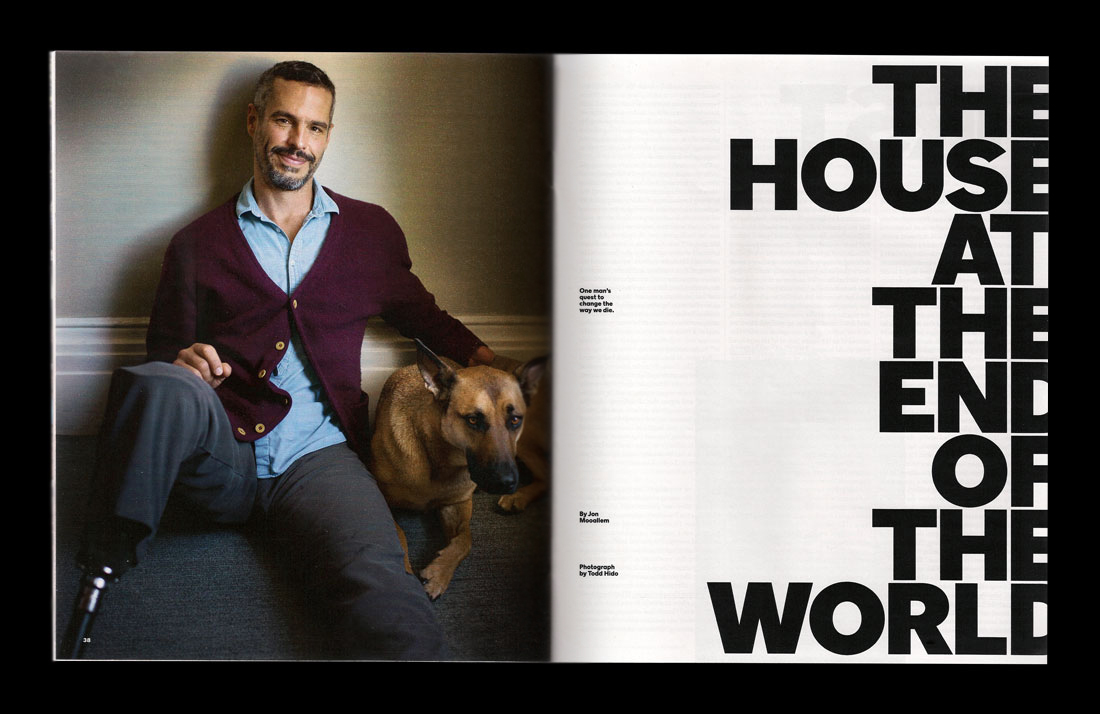 THE
HOUSE
AT
THE
END
OF
THE
WORLD
One man's
quest to
change the
way we die.
By Jon
Mooallem
Photograph
by Todd Hido
38